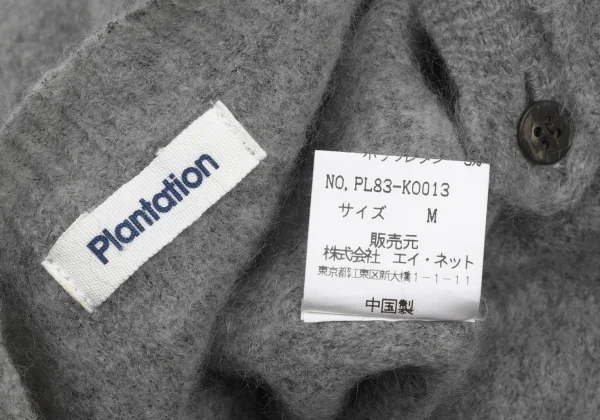 Plantation
NO. PL83-K0013
サイズ M
販売元
株式会社 エイ・ネット
東京都江東区新大橋1-1-11
中国製